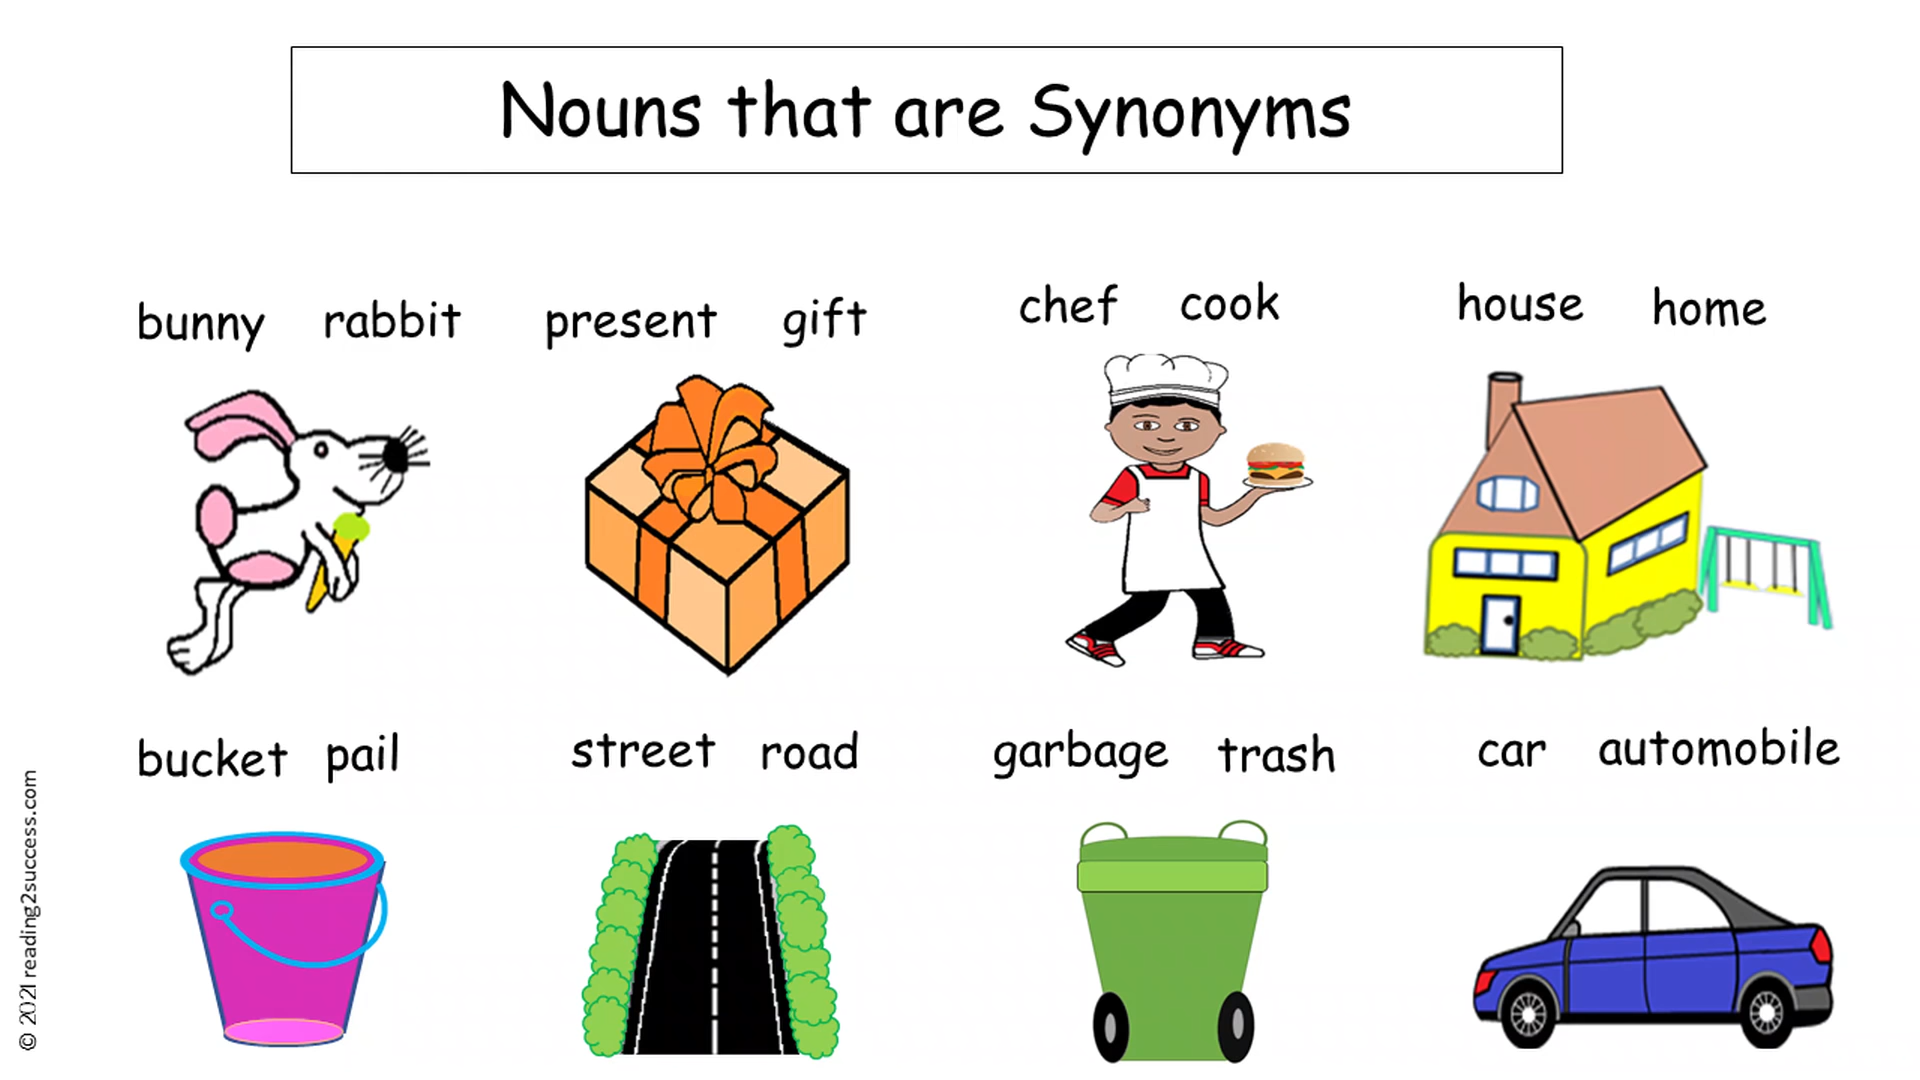 Nouns that are Synonyms
bunny rabbit present gift chef cook house home
bucket pail street road garbage trash car automobile
© 2021 reading2success.com